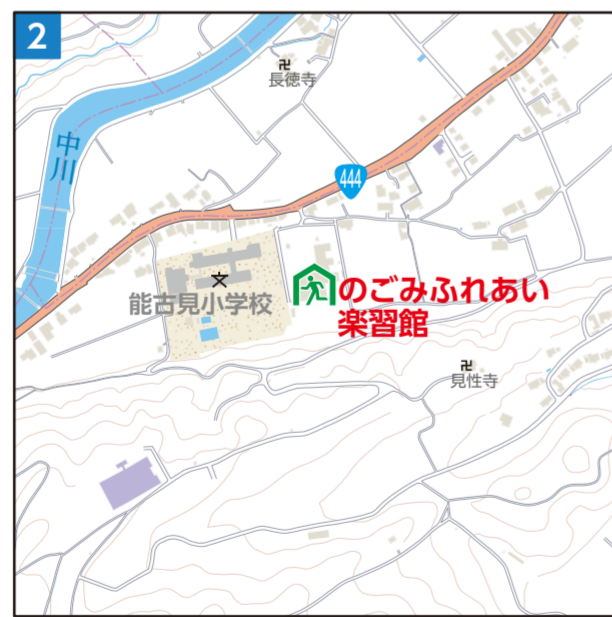 2
長徳寺
中川
444
能古見小学校
のごみふれあい
楽習館
見性寺